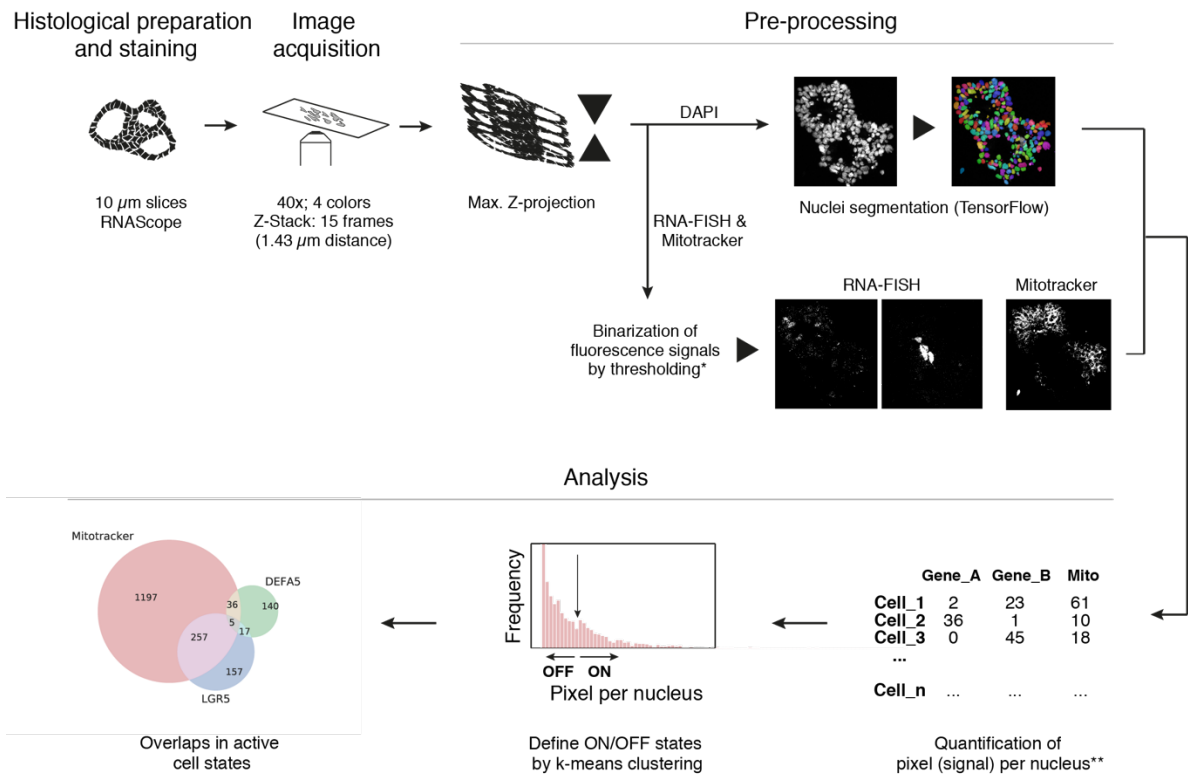 Histological preparation
and staining
Image
acquisition
Pre-processing
10 µm slices
RNAScope
40x; 4 colors
Z-Stack: 15 frames
(1.43 µm distance)
Max. Z-projection
DAPI
Nuclei segmentation (TensorFlow)
RNA-FISH &
Mitotracker
Binarization of
fluorescence signals
by thresholding*
RNA-FISH
Mitotracker
Analysis
Mitotracker
DEFA5
1197
36
140
5
17
257
157
LGR5
Overlaps in active
cell states
Frequency
OFF ON
Pixel per nucleus
Define ON/OFF states
by k-means clustering
Gene_A Gene_B Mito
Cell_1 2 23 61
Cell_2 36 1 10
Cell_3 0 45 18
...
Cell_n ... ... ...
Quantification of
pixel (signal) per nucleus**